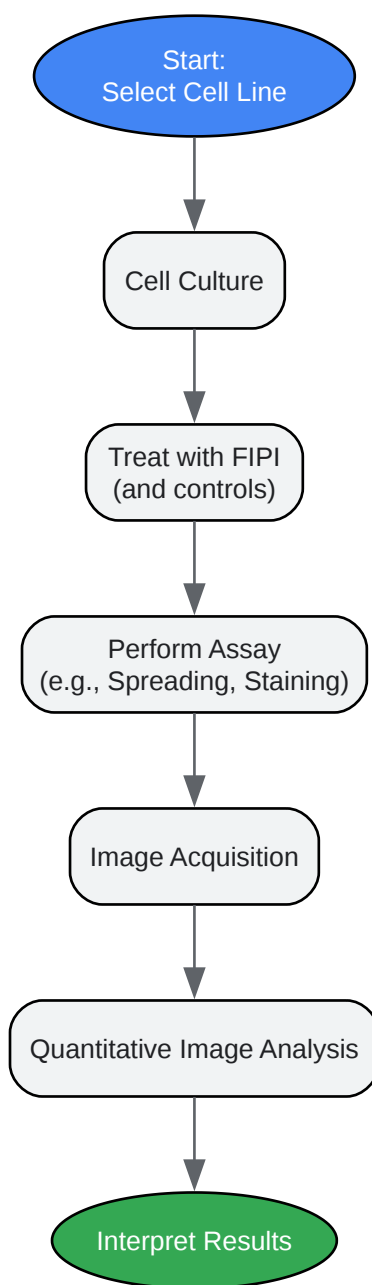 Start:
Select Cell Line
Cell Culture
Treat with FIPI
(and controls)
Perform Assay
(e.g., Spreading, Staining)
Image Acquisition
Quantitative Image Analysis
Interpret Results